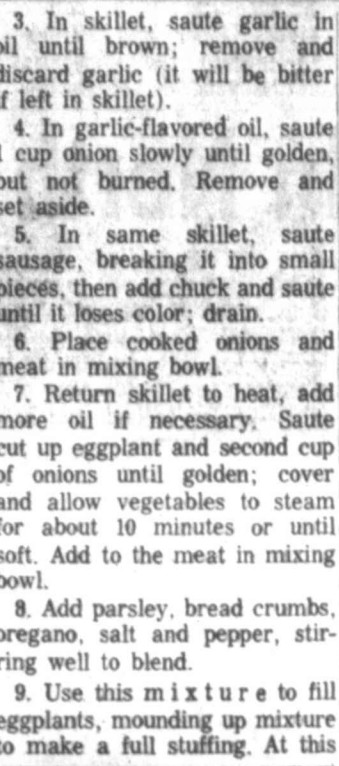 3. In skillet, saute garlic in
oil until brown; remove and
discard garlic (it will be bitter
if left in skillet).
4. In garlic-flavored oil, saute
1 cup onion slowly until golden,
but not burned. Remove and
set aside.
5. In same skillet, saute
sausage, breaking it into small
pieces, then add chuck and saute
until it loses color; drain.
6. Place cooked onions and
meat in mixing bowl.
7. Return skillet to heat, add
more oil if necessary. Saute
cut up eggplant and second cup
of onions until golden; cover
and allow vegetables to steam
for about 10 minutes or until
soft. Add to the meat in mixing
bowl.
8. Add parsley, bread crumbs,
oregano, salt and pepper, stir-
ring well to blend.
9. Use this mixture to fill
eggplants, mounding up mixture
to make a full stuffing. At this